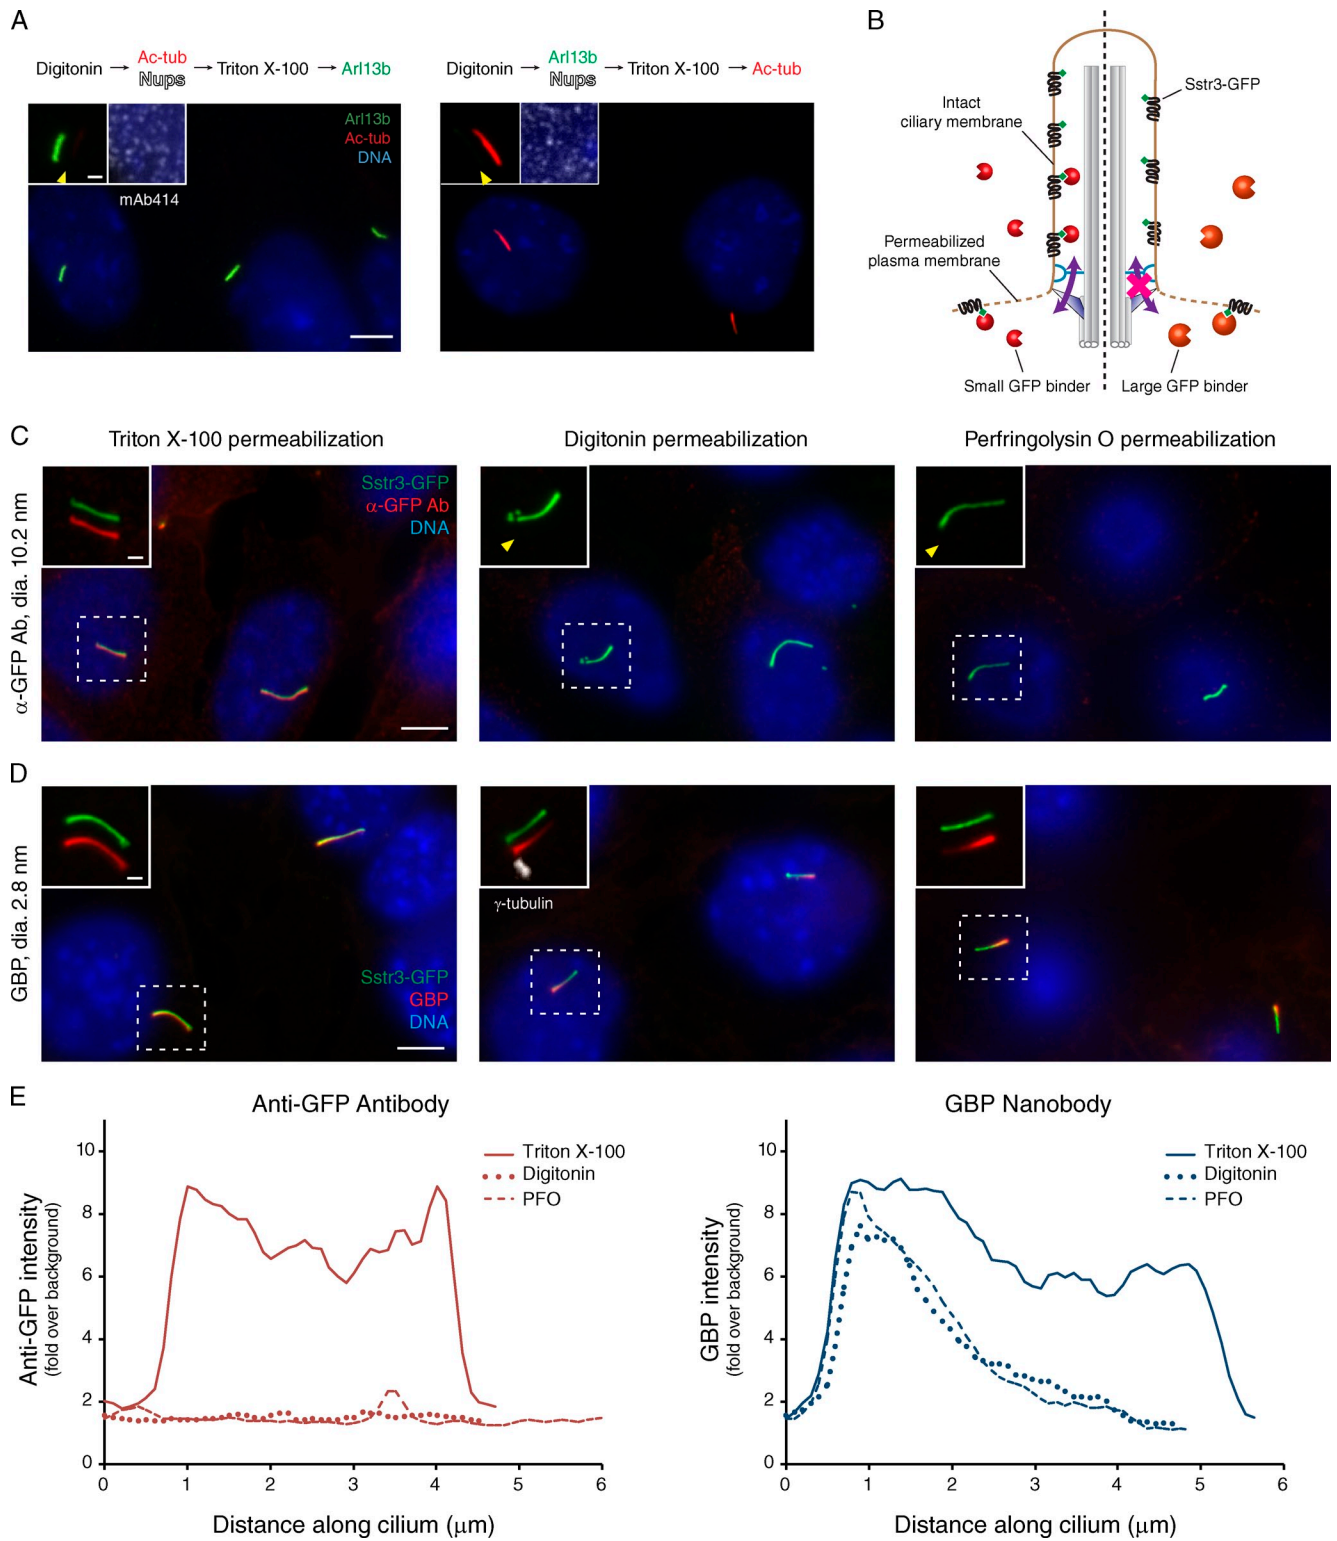 A
Digitonin → Ac-tub → Triton X-100 → Arl13b
Nups
Arl13b
Ac-tub
DNA
mAb414
Digitonin → Arl13b → Triton X-100 → Ac-tub
Nups
B
Sstr3-GFP
Intact
ciliary membrane
Permeabilized
plasma membrane
Small GFP binder
Large GFP binder
C
Triton X-100 permeabilization
Digitonin permeabilization
Perfringolysin O permeabilization
α-GFP Ab, dia. 10.2 nm
Sstr3-GFP
α-GFP Ab
DNA
D
GBP, dia. 2.8 nm
Sstr3-GFP
GBP
DNA
γ-tubulin
E
Anti-GFP Antibody
Anti-GFP intensity
(fold over background)
10
8
6
4
2
0
Triton X-100
Digitonin
PFO
0 1 2 3 4 5 6
Distance along cilium (μm)
GBP Nanobody
GBP intensity
(fold over background)
10
8
6
4
2
0
Triton X-100
Digitonin
PFO
0 1 2 3 4 5 6
Distance along cilium (μm)